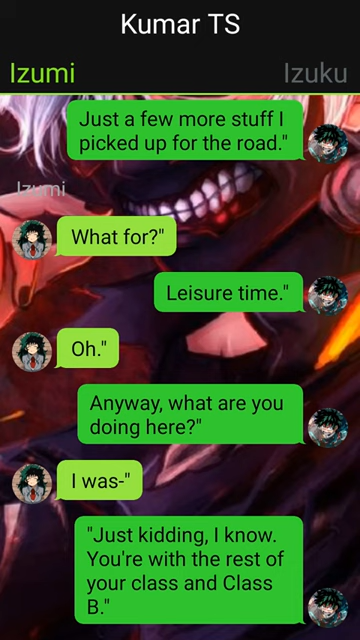 Kumar TS
Izumi Izuku
Just a few more stuff I
picked up for the road."
Izumi
What for?"
Leisure time."
Oh."
Anyway, what are you
doing here?"
I was-"
"Just kidding, I know.
You're with the rest of
your class and Class
B."